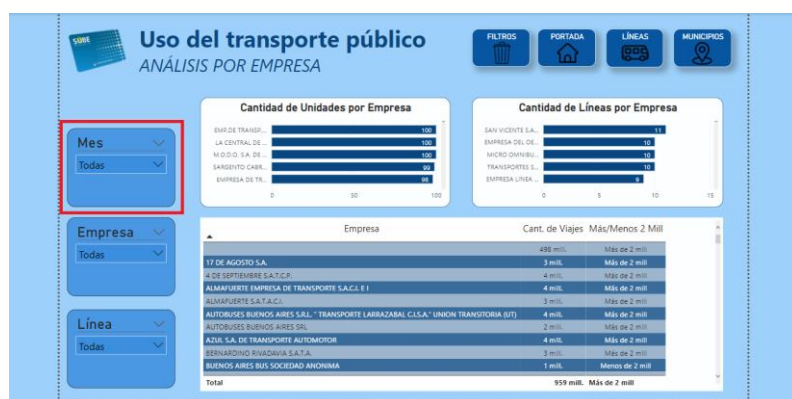 SUBE
Uso del transporte público
ANÁLISIS POR EMPRESA
FILTROS
PORTADA
LÍNEAS
MUNICIPIOS
Mes
Todas
Empresa
Todas
Línea
Todas
Cantidad de Unidades por Empresa
EMP.DE TRANSP... 100
LA CENTRAL DE ... 100
M.O.D.O. S.A. DE ... 100
SARGENTO CABR... 99
EMPRESA DE TR... 98
0 50 100
Cantidad de Líneas por Empresa
SAN VICENTE S.A... 11
EMPRESA DEL OE... 10
MICRO OMNIBU... 10
TRANSPORTES S... 10
EMPRESA LINEA ... 9
0 5 10 15
Empresa Cant. de Viajes Más/Menos 2 Mill
498 mill. Más de 2 mill
17 DE AGOSTO S.A. 3 mill. Más de 2 mill
4 DE SEPTIEMBRE S.A.T.C.P. 4 mill. Más de 2 mill
ALMAFUERTE EMPRESA DE TRANSPORTE S.A.C.I. E I 4 mill. Más de 2 mill
ALMAFUERTE S.A.T.A.C.I. 3 mill. Más de 2 mill
AUTOBUSES BUENOS AIRES S.R.L. " TRANSPORTE LARRAZABAL C.I.S.A." UNION TRANSITORIA (UT) 4 mill. Más de 2 mill
AUTOBUSES BUENOS AIRES SRL 2 mill. Más de 2 mill
AZUL S.A. DE TRANSPORTE AUTOMOTOR 4 mill. Más de 2 mill
BERNARDINO RIVADAVIA S.A.T.A. 3 mill. Más de 2 mill
BUENOS AIRES BUS SOCIEDAD ANONIMA 1 mill. Menos de 2 mill
Total 959 mill. Más de 2 mill